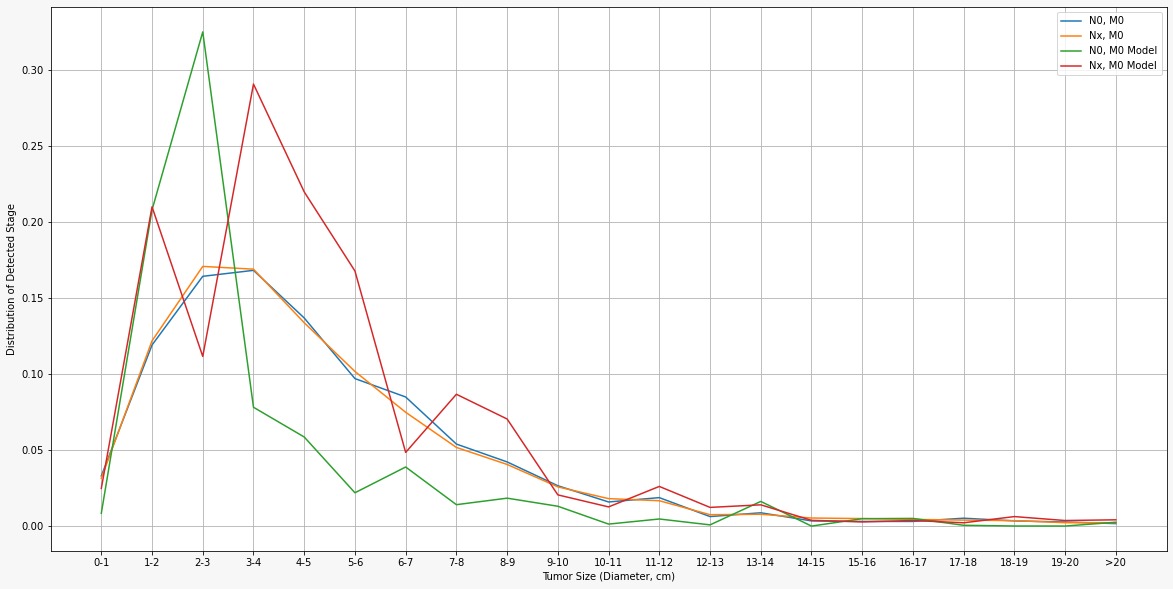 N0, M0
Nx, M0
N0, M0 Model
Nx, M0 Model
Distribution of Detected Stage
0.30
0.25
0.20
0.15
0.10
0.05
0.00
0-1 1-2 2-3 3-4 4-5 5-6 6-7 7-8 8-9 9-10 10-11 11-12 12-13 13-14 14-15 15-16 16-17 17-18 18-19 19-20 >20
Tumor Size (Diameter, cm)